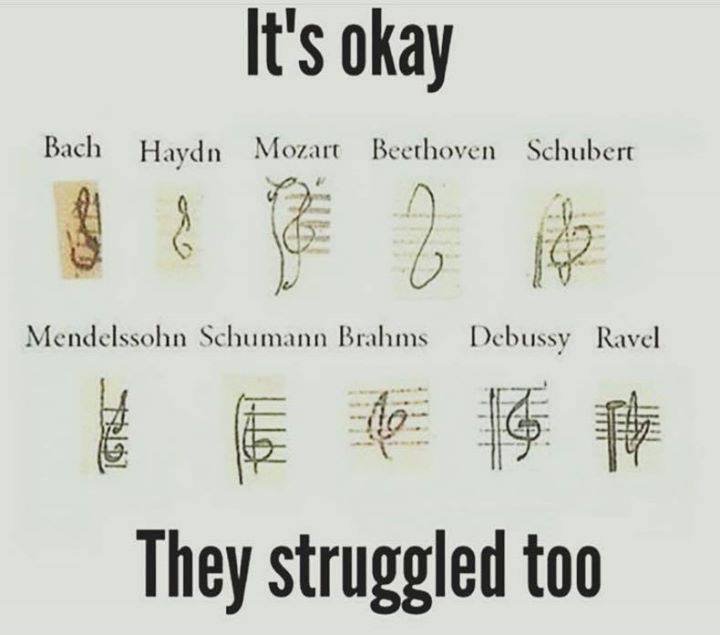 It's okay
Bach Haydn Mozart Beethoven Schubert
Mendelssohn Schumann Brahms Debussy Ravel
They struggled too